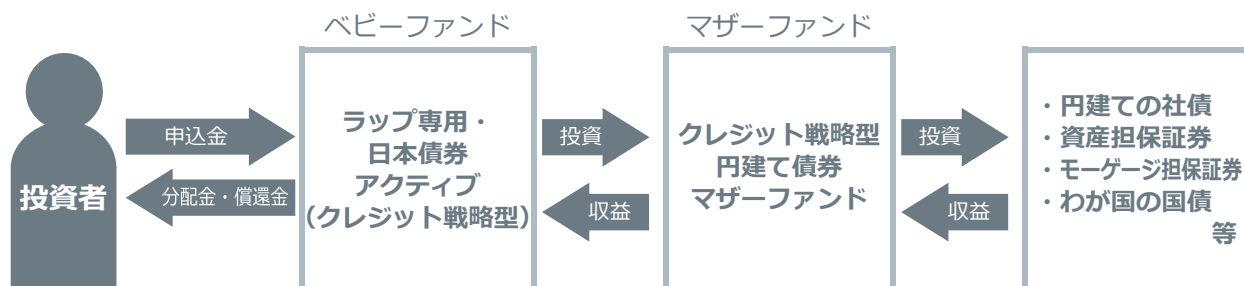 ベビーファンド
マザーファンド
投資者
申込金
分配金・償還金
ラップ専用・
日本債券
アクティブ
(クレジット戦略型)
投資
収益
クレジット戦略型
円建て債券
マザーファンド
投資
収益
・円建ての社債
・資産担保証券
・モーゲージ担保証券
・わが国の国債
等